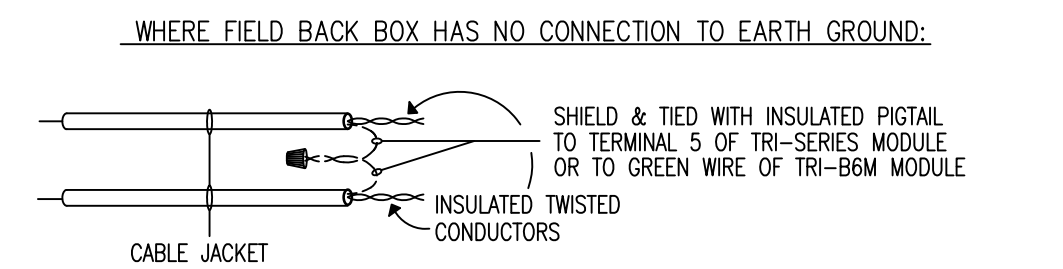 WHERE FIELD BACK BOX HAS NO CONNECTION TO EARTH GROUND:
SHIELD & TIED WITH INSULATED PIGTAIL
TO TERMINAL 5 OF TRI-SERIES MODULE
OR TO GREEN WIRE OF TRI-B6M MODULE
INSULATED TWISTED
CONDUCTORS
CABLE JACKET